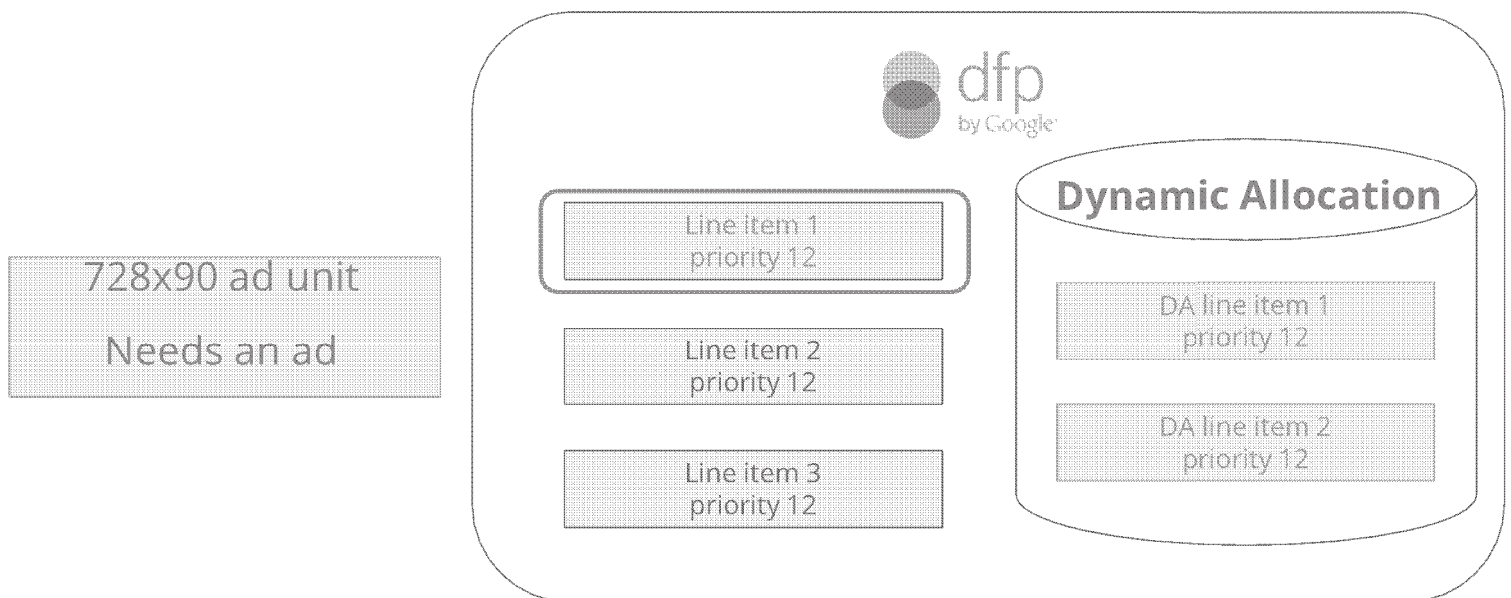 728x90 ad unit
Needs an ad
dfp
by Google
Line item 1
priority 12
Line item 2
priority 12
Line item 3
priority 12
Dynamic Allocation
DA line item 1
priority 12
DA line item 2
priority 12